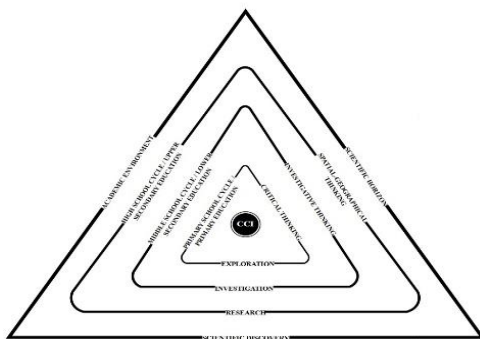 ACADEMIC ENVIRONMENT
SCIENTIFIC HORIZON
HIGH SCHOOL CYCLE / UPPER
SECONDARY EDUCATION
SPATIAL-GEOGRAPHICAL
THINKING
MIDDLE SCHOOL CYCLE / LOWER
SECONDARY EDUCATION
INVESTIGATIVE THINKING
PRIMARY SCHOOL CYCLE /
PRIMARY EDUCATION
CRITICAL THINKING
CCI
EXPLORATION
INVESTIGATION
RESEARCH
SCIENTIFIC DISCOVERY